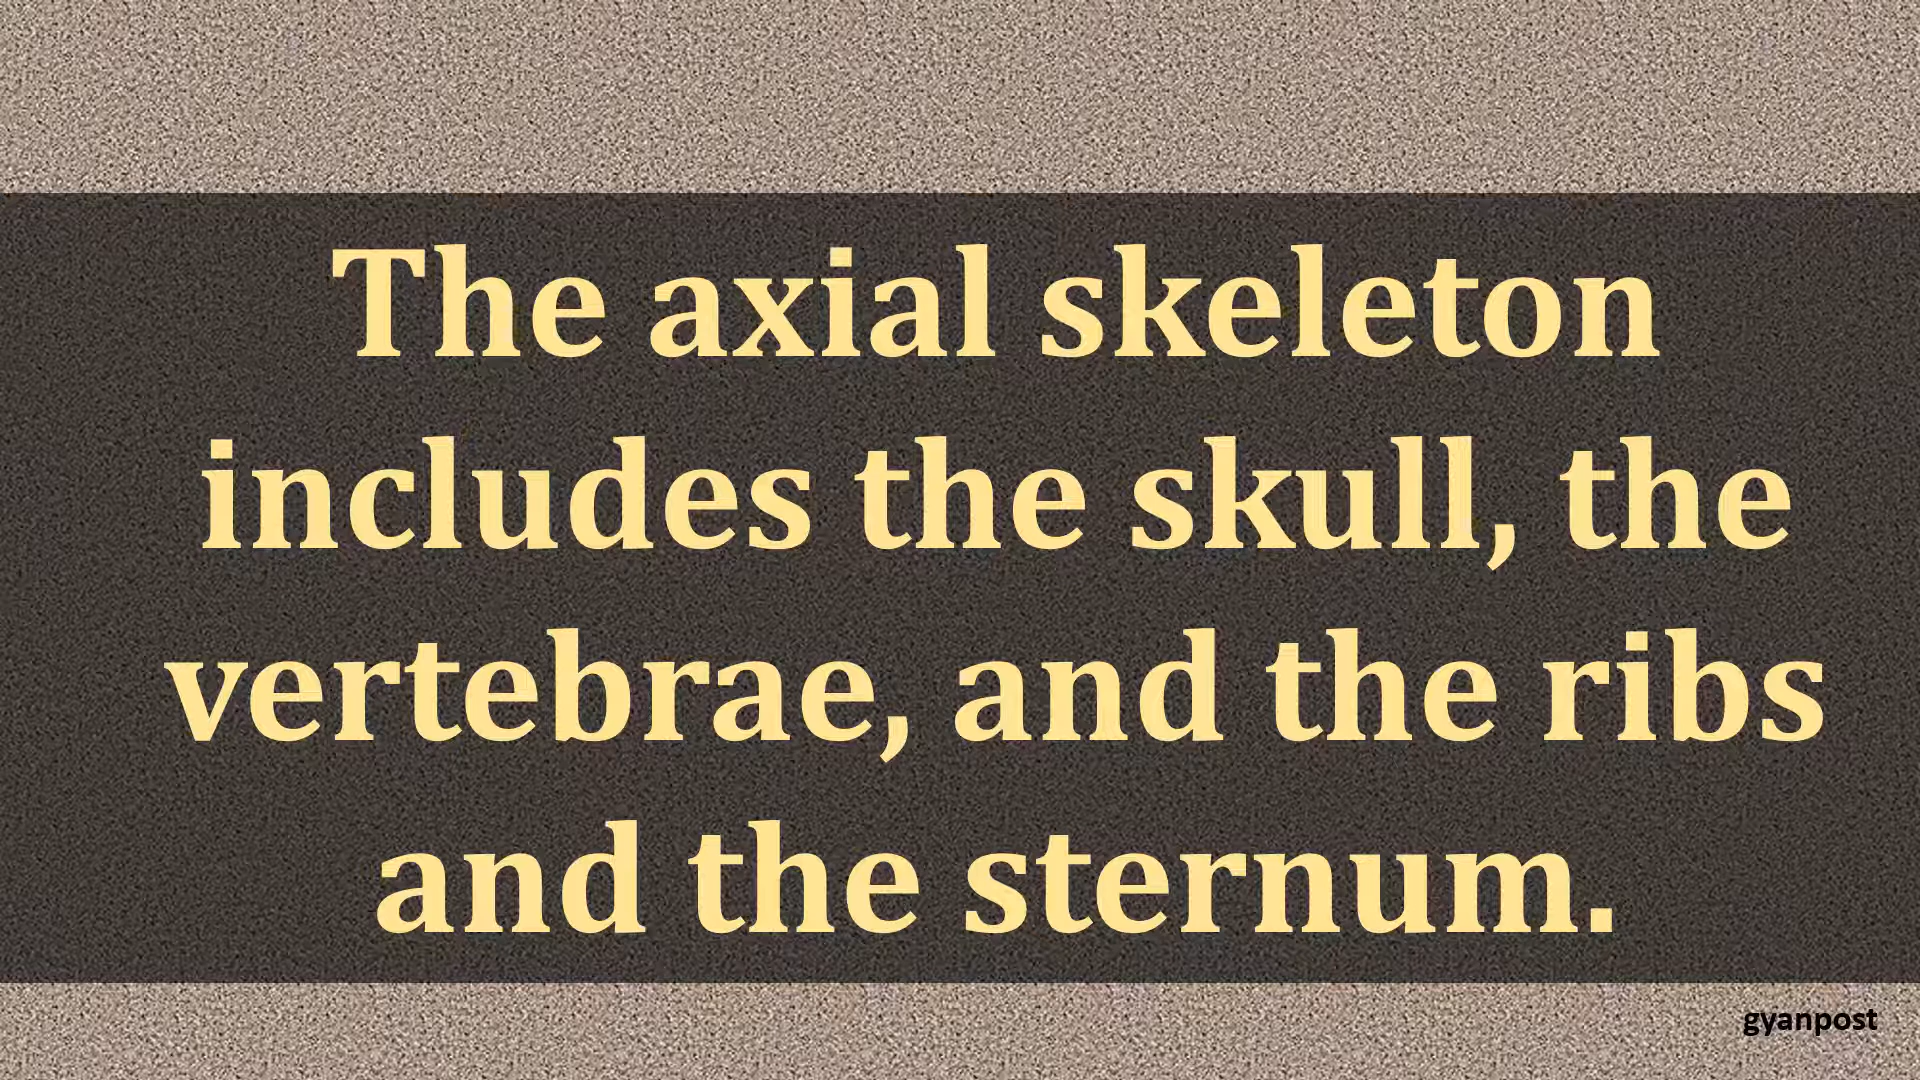 The axial skeleton
includes the skull, the
vertebrae, and the ribs
and the sternum.
gyanpost